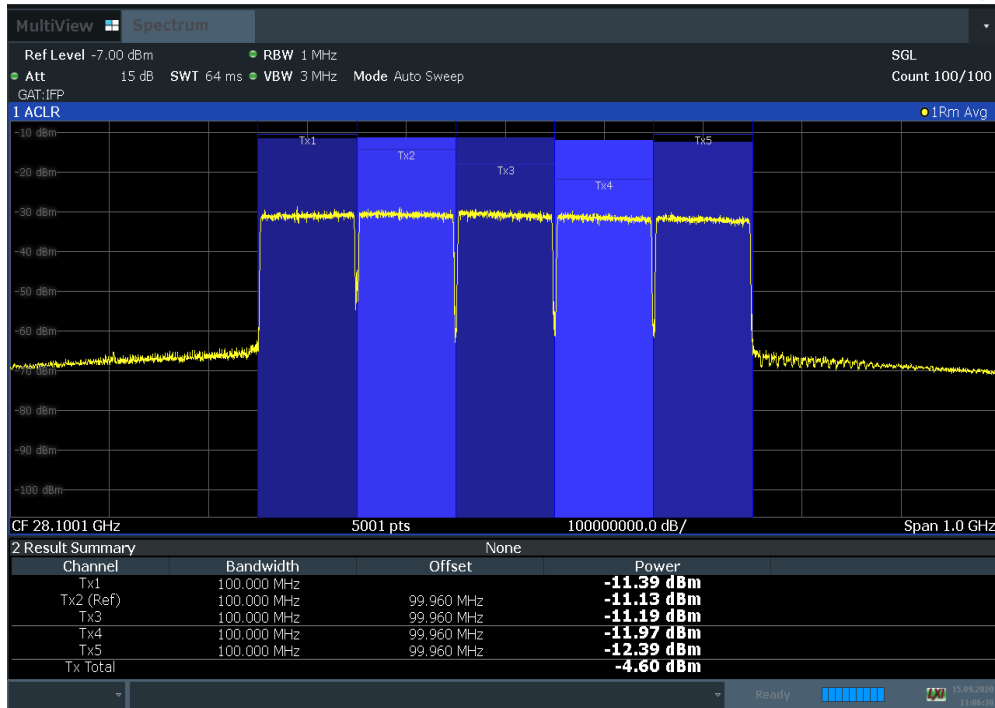 MultiView Spectrum
Ref Level -7.00 dBm RBW 1 MHz SGL
Att 15 dB SWT 64 ms VBW 3 MHz Mode Auto Sweep Count 100/100
GAT:IFP
1 ACLR 1Rm Avg
-10 dBm
Tx1 Tx2 Tx3 Tx4 Tx5
-20 dBm
-30 dBm
-40 dBm
-50 dBm
-60 dBm
-70 dBm
-80 dBm
-90 dBm
-100 dBm
CF 28.1001 GHz 5001 pts 100000000.0 dB/ Span 1.0 GHz
2 Result Summary None
Channel Bandwidth Offset Power
Tx1 100.000 MHz -11.39 dBm
Tx2 (Ref) 100.000 MHz 99.960 MHz -11.13 dBm
Tx3 100.000 MHz 99.960 MHz -11.19 dBm
Tx4 100.000 MHz 99.960 MHz -11.97 dBm
Tx5 100.000 MHz 99.960 MHz -12.39 dBm
Tx Total -4.60 dBm
Ready LXI 15.09.2020
11:06:38